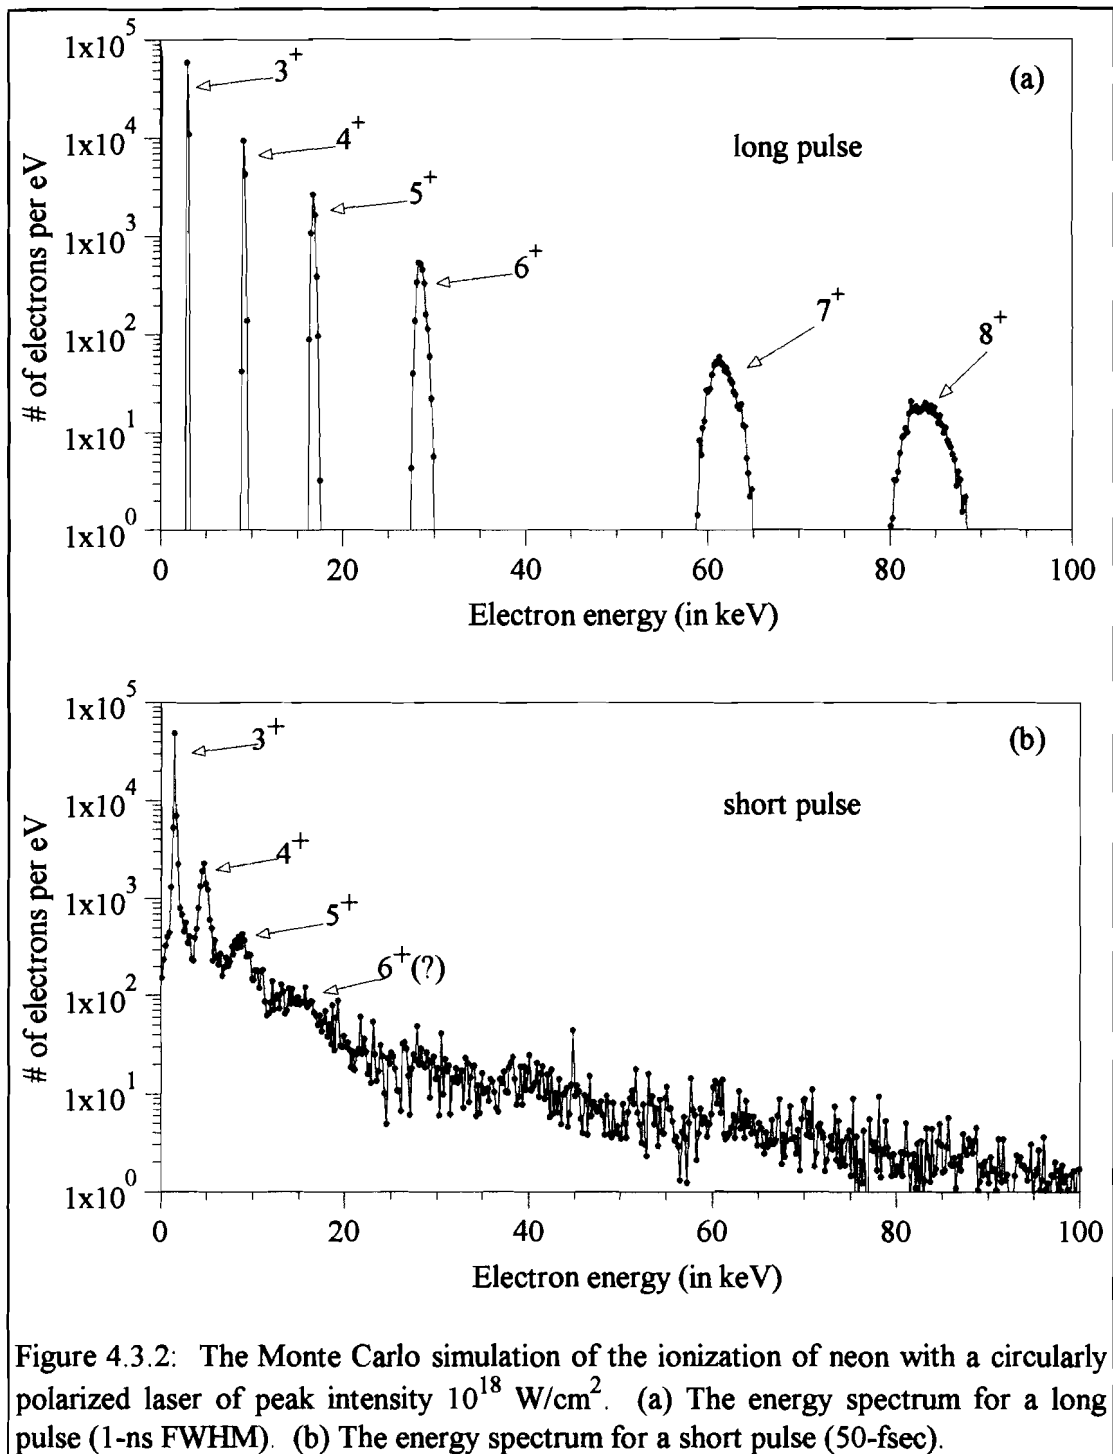 1x10^5
1x10^4
1x10^3
1x10^2
1x10^1
1x10^0
# of electrons per eV
3+
4+
5+
6+
7+
8+
(a)
long pulse
0 20 40 60 80 100
Electron energy (in keV)
1x10^5
1x10^4
1x10^3
1x10^2
1x10^1
1x10^0
# of electrons per eV
3+
4+
5+
6+(?)
(b)
short pulse
0 20 40 60 80 100
Electron energy (in keV)
Figure 4.3.2: The Monte Carlo simulation of the ionization of neon with a circularly
polarized laser of peak intensity 10^18 W/cm^2. (a) The energy spectrum for a long
pulse (1-ns FWHM). (b) The energy spectrum for a short pulse (50-fsec).